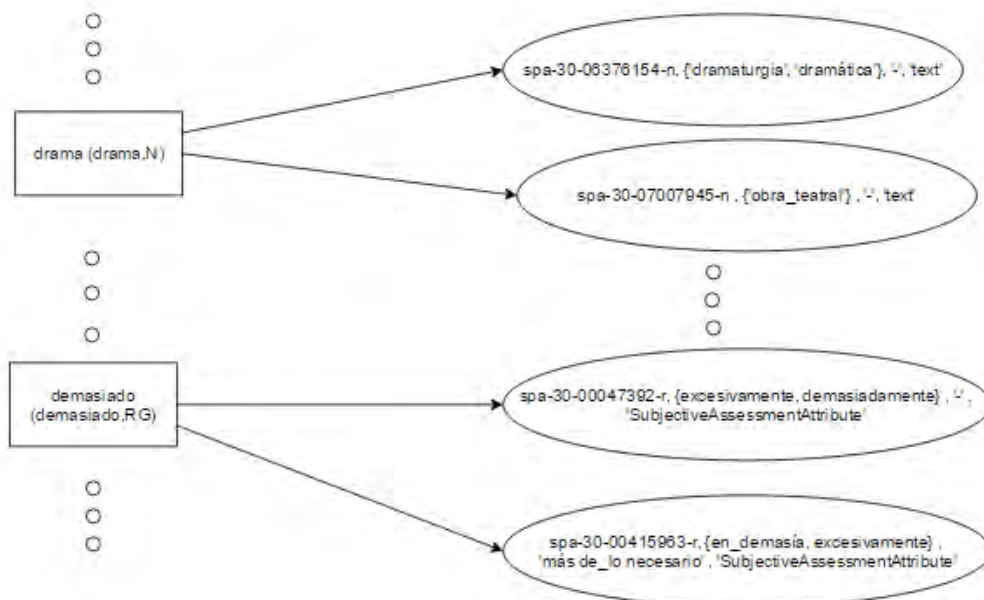 spa-30-06376154-n, {'dramaturgia', 'dramática'}, '-', 'text'
drama (drama,N)
spa-30-07007945-n , {'obra_teatral'} , '-', 'text'
demasiado
(demasiado,RG)
spa-30-00047392-r, {excesivamente, demasiadamente} , '-' ,
'SubjectiveAssessmentAttribute'
spa-30-00415963-r, {en_demasía, excesivamente} ,
'más de_lo necesario' , 'SubjectiveAssessmentAttribute'